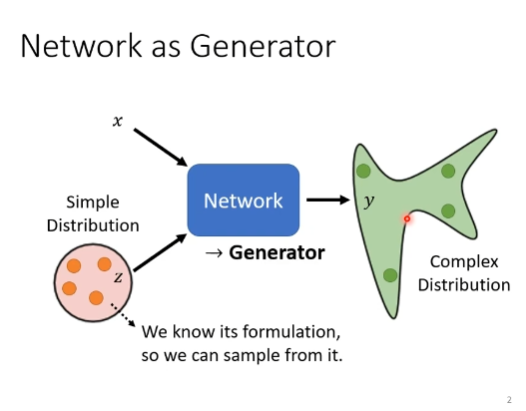 Network as Generator
x
Simple
Distribution
z
Network
→ Generator
y
Complex
Distribution
We know its formulation,
so we can sample from it.
2